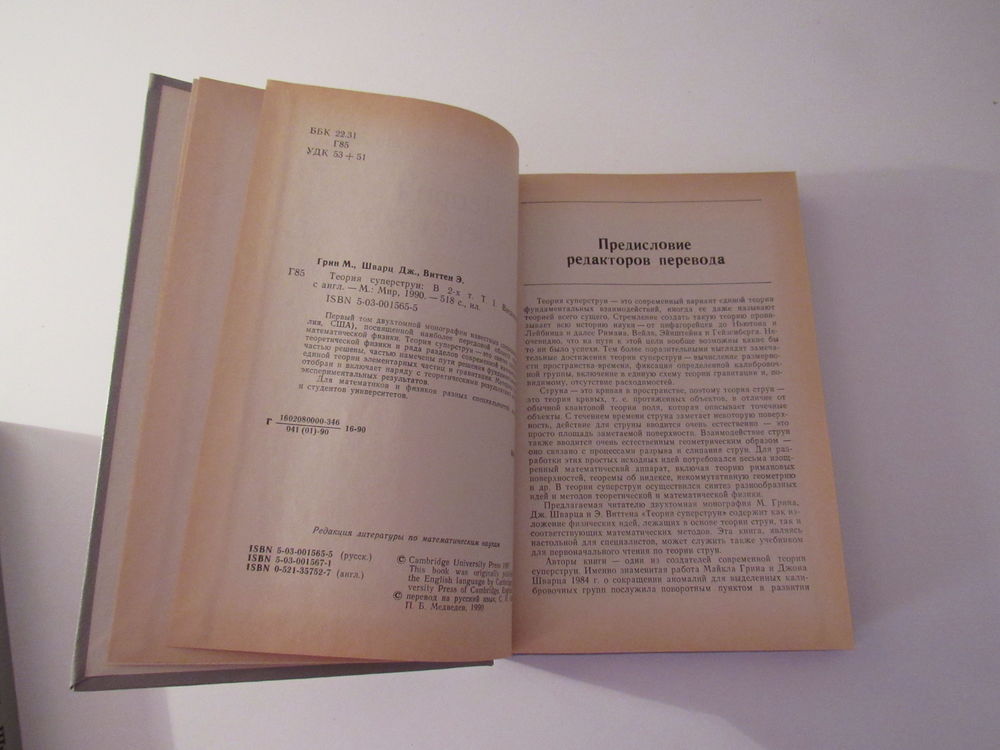 ББК 22.31
Г85
УДК 53+51
Грин М., Шварц Дж., Виттен Э.
Г85
Теория суперструн: В 2-х т. Т. 1.
с англ. — М.: Мир, 1990. — 518 с., ил.
ISBN 5-03-001565-5
Первый том двухтомной монографии известных
лия, США), посвященной наиболее передовой области
математической физики. Теория суперструн — это
теоретической физики и ряда разделов современной
частью решены, частью намечены пути решения
единой теории элементарных частиц и гравитации.
отобран и включает наряду с теоретическими результатами
экспериментальных результатов.
Для математиков и физиков разных специальностей
и студентов университетов.
Г 1602080000-346
041 (01)-90 16-90
Редакция литературы по математическим наукам
ISBN 5-03-001565-5 (русск.)
ISBN 5-03-001567-1
ISBN 0-521-35752-7 (англ.)
© Cambridge University Press
This book was originally
the English language by Cambridge
versity Press of Cambridge,
© перевод на русский язык,
П. Б. Медведев, 1990
Предисловие
редакторов перевода
Теория суперструн — это современный вариант единой теории
фундаментальных взаимодействий, иногда ее даже называют
теорией всего сущего. Стремление создать такую теорию прони-
зывает всю историю науки — от пифагорейцев до Ньютона и
Лейбница и далее Римана, Вейля, Эйнштейна и Гейзенберга. Не-
очевидно, что на пути к этой цели вообще возможны какие бы
то ни было успехи. Тем более поразительными выглядят замеча-
тельные достижения теории суперструн — вычисление размерно-
сти пространства-времени, фиксация определенной калибровоч-
ной группы, включение в единую схему теории гравитации и, по-
видимому, отсутствие расходимостей.
Струна — это кривая в пространстве, поэтому теория струн —
это теория кривых, т. е. протяженных объектов, в отличие от
обычной квантовой теории поля, которая описывает точечные
объекты. С течением времени струна заметает некоторую поверх-
ность, действие для струны вводится очень естественно — это
просто площадь заметаемой поверхности. Взаимодействие струн
также вводится очень естественным геометрическим образом —
оно связано с процессами разрыва и слипания струн. Для раз-
работки этих простых исходных идей потребовался весьма изощ-
ренный математический аппарат, включая теорию римановых
поверхностей, теоремы об индексе, некоммутативную геометрию
и др. В теории суперструн осуществился синтез разнообразных
идей и методов теоретической и математической физики.
Предлагаемая читателю двухтомная монография М. Грина,
Дж. Шварца и Э. Виттена «Теория суперструн» содержит как из-
ложение физических идей, лежащих в основе теории струн, так и
соответствующих математических методов. Эта книга, являясь
настольной для специалистов, может служить также учебником
для первоначального чтения по теории струн.
Авторы книги — одни из создателей современной теории
суперструн. Именно знаменитая работа Майкла Грина и Джона
Шварца 1984 г. о сокращении аномалий для выделенных кали-
бровочных групп послужила поворотным пунктом в развитии